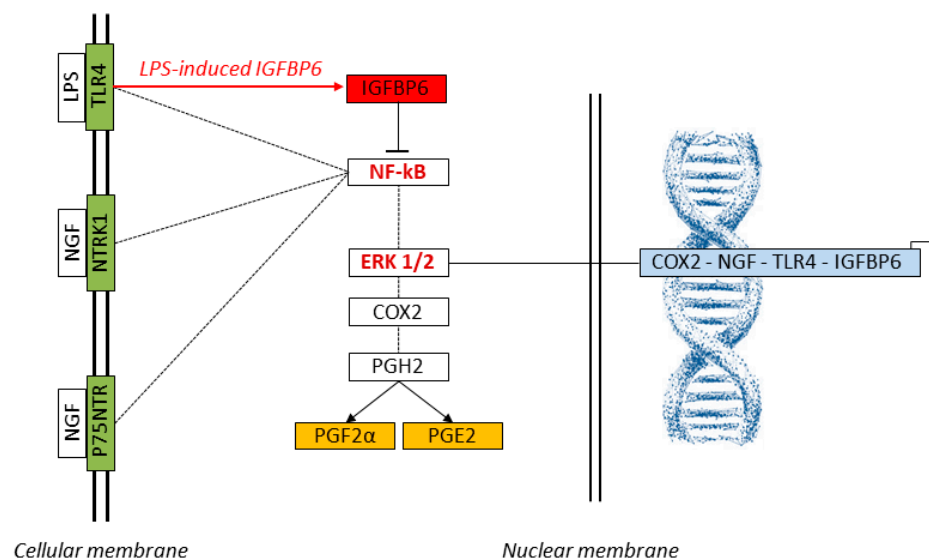 LPS
TLR4
LPS-induced IGFBP6
IGFBP6
NF-kB
NGF
NTRK1
ERK 1/2
COX2 - NGF - TLR4 - IGFBP6
COX2
PGH2
NGF
P75NTR
PGF2α
PGE2
Cellular membrane
Nuclear membrane